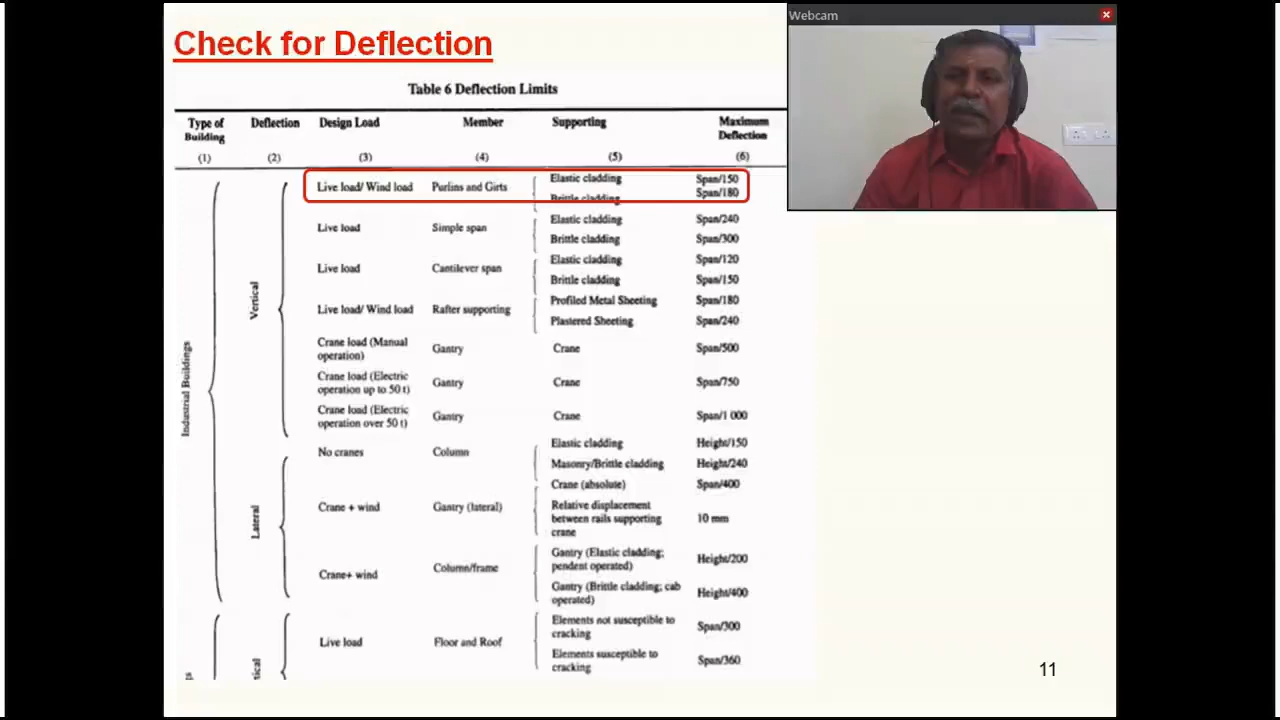 Check for Deflection
Webcam
Table 6 Deflection Limits
Type of Building Deflection Design Load Member Supporting Maximum Deflection
(1) (2) (3) (4) (5) (6)
Industrial Buildings
Vertical
Live load/ Wind load Purlins and Girts Elastic cladding Span/150
Brittle cladding Span/180
Live load Simple span Elastic cladding Span/240
Brittle cladding Span/300
Live load Cantilever span Elastic cladding Span/120
Brittle cladding Span/150
Live load/ Wind load Rafter supporting Profiled Metal Sheeting Span/180
Plastered Sheeting Span/240
Crane load (Manual operation) Gantry Crane Span/500
Crane load (Electric operation up to 50 t) Gantry Crane Span/750
Crane load (Electric operation over 50 t) Gantry Crane Span/1 000
Lateral
No cranes Column Elastic cladding Height/150
Masonry/Brittle cladding Height/240
Crane + wind Gantry (lateral) Crane (absolute) Span/400
Relative displacement between rails supporting crane 10 mm
Crane+ wind Column/frame Gantry (Elastic cladding; pendent operated) Height/200
Gantry (Brittle cladding; cab operated) Height/400
Live load Floor and Roof Elements not susceptible to cracking Span/300
Elements susceptible to cracking Span/360
11